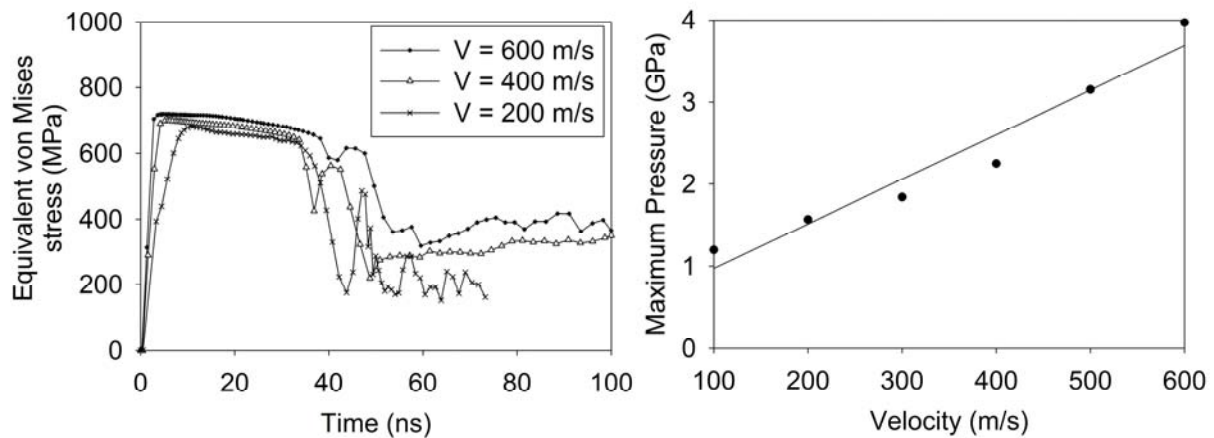 Equivalent von Mises
stress (MPa)
1000
800
600
400
200
0
V = 600 m/s
V = 400 m/s
V = 200 m/s
0 20 40 60 80 100
Time (ns)
Maximum Pressure (GPa)
4
3
2
1
0
100 200 300 400 500 600
Velocity (m/s)